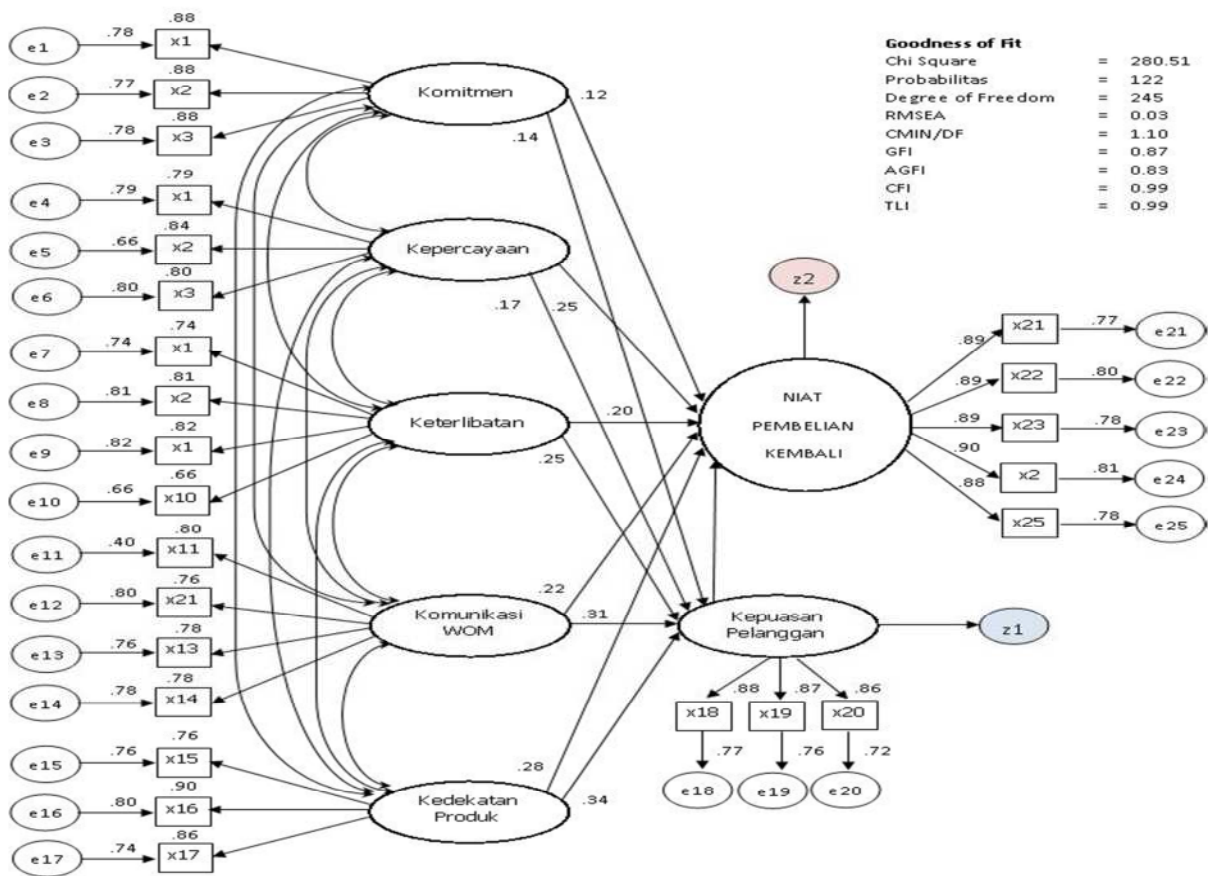 Goodness of Fit
Chi Square = 280.51
Probabilitas = 122
Degree of Freedom = 245
RMSEA = 0.03
CMIN/DF = 1.10
GFI = 0.87
AGFI = 0.83
CFI = 0.99
TLI = 0.99
.88
e1 .78 x1
.88
e2 .77 x2
.88
e3 .78 x3
.79
e4 .79 x1
.84
e5 .66 x2
.80
e6 .80 x3
.74
e7 .74 x1
.81
e8 .81 x2
.82
e9 .82 x1
.66
e10 .66 x10
.80
e11 .40 x11
.76
e12 .80 x21
.78
e13 .76 x13
.78
e14 .78 x14
.76
e15 .76 x15
.90
e16 .80 x16
.86
e17 .74 x17
Komitmen
.12
.14
Kepercayaan
.17
.25
Keterlibatan
.20
.25
Komunikasi
WOM
.22
.31
Kedekatan
Produk
.28
.34
z2
NIAT
PEMBELIAN
KEMBALI
.89 x21 .77 e21
.89 x22 .80 e22
.89 x23 .78 e23
.90 x2 .81 e24
.88 x25 .78 e25
Kepuasan
Pelanggan
z1
.88 .87 .86
x18 x19 x20
.77 .76 .72
e18 e19 e20